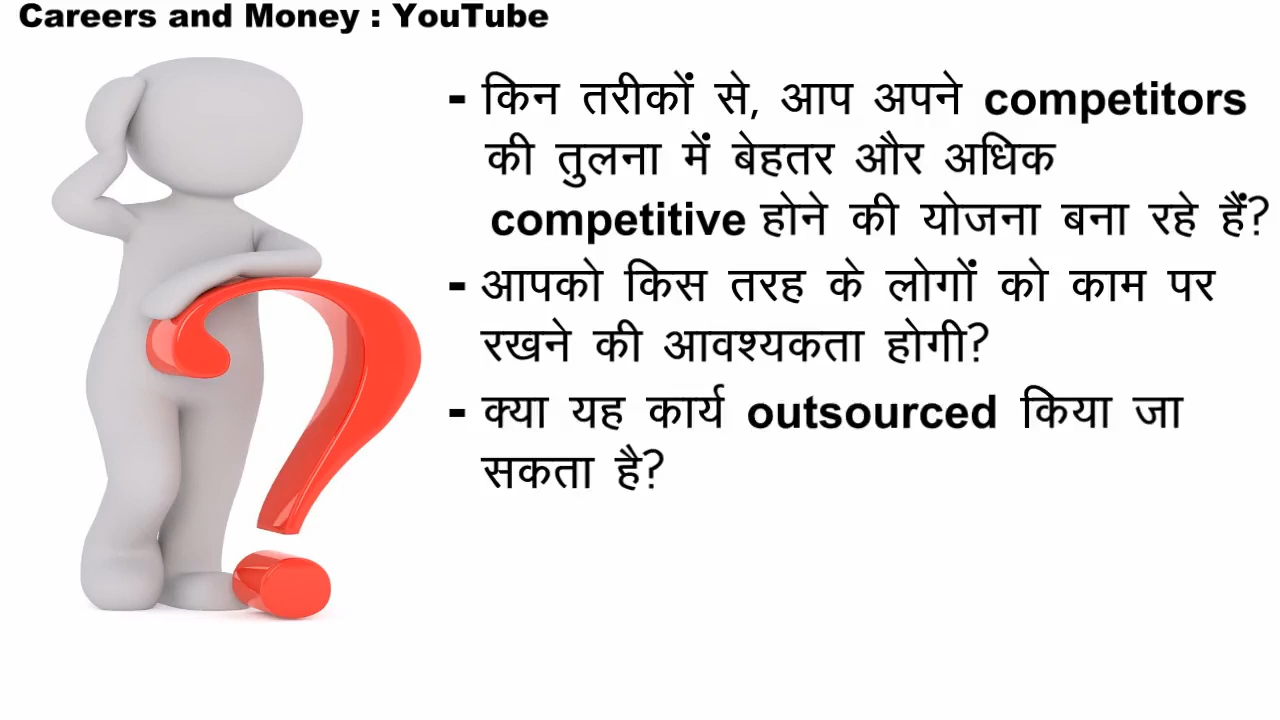 Careers and Money : YouTube
- किन तरीकों से, आप अपने competitors
की तुलना में बेहतर और अधिक
competitive होने की योजना बना रहे हैं?
- आपको किस तरह के लोगों को काम पर
रखने की आवश्यकता होगी?
- क्या यह कार्य outsourced किया जा
सकता है?